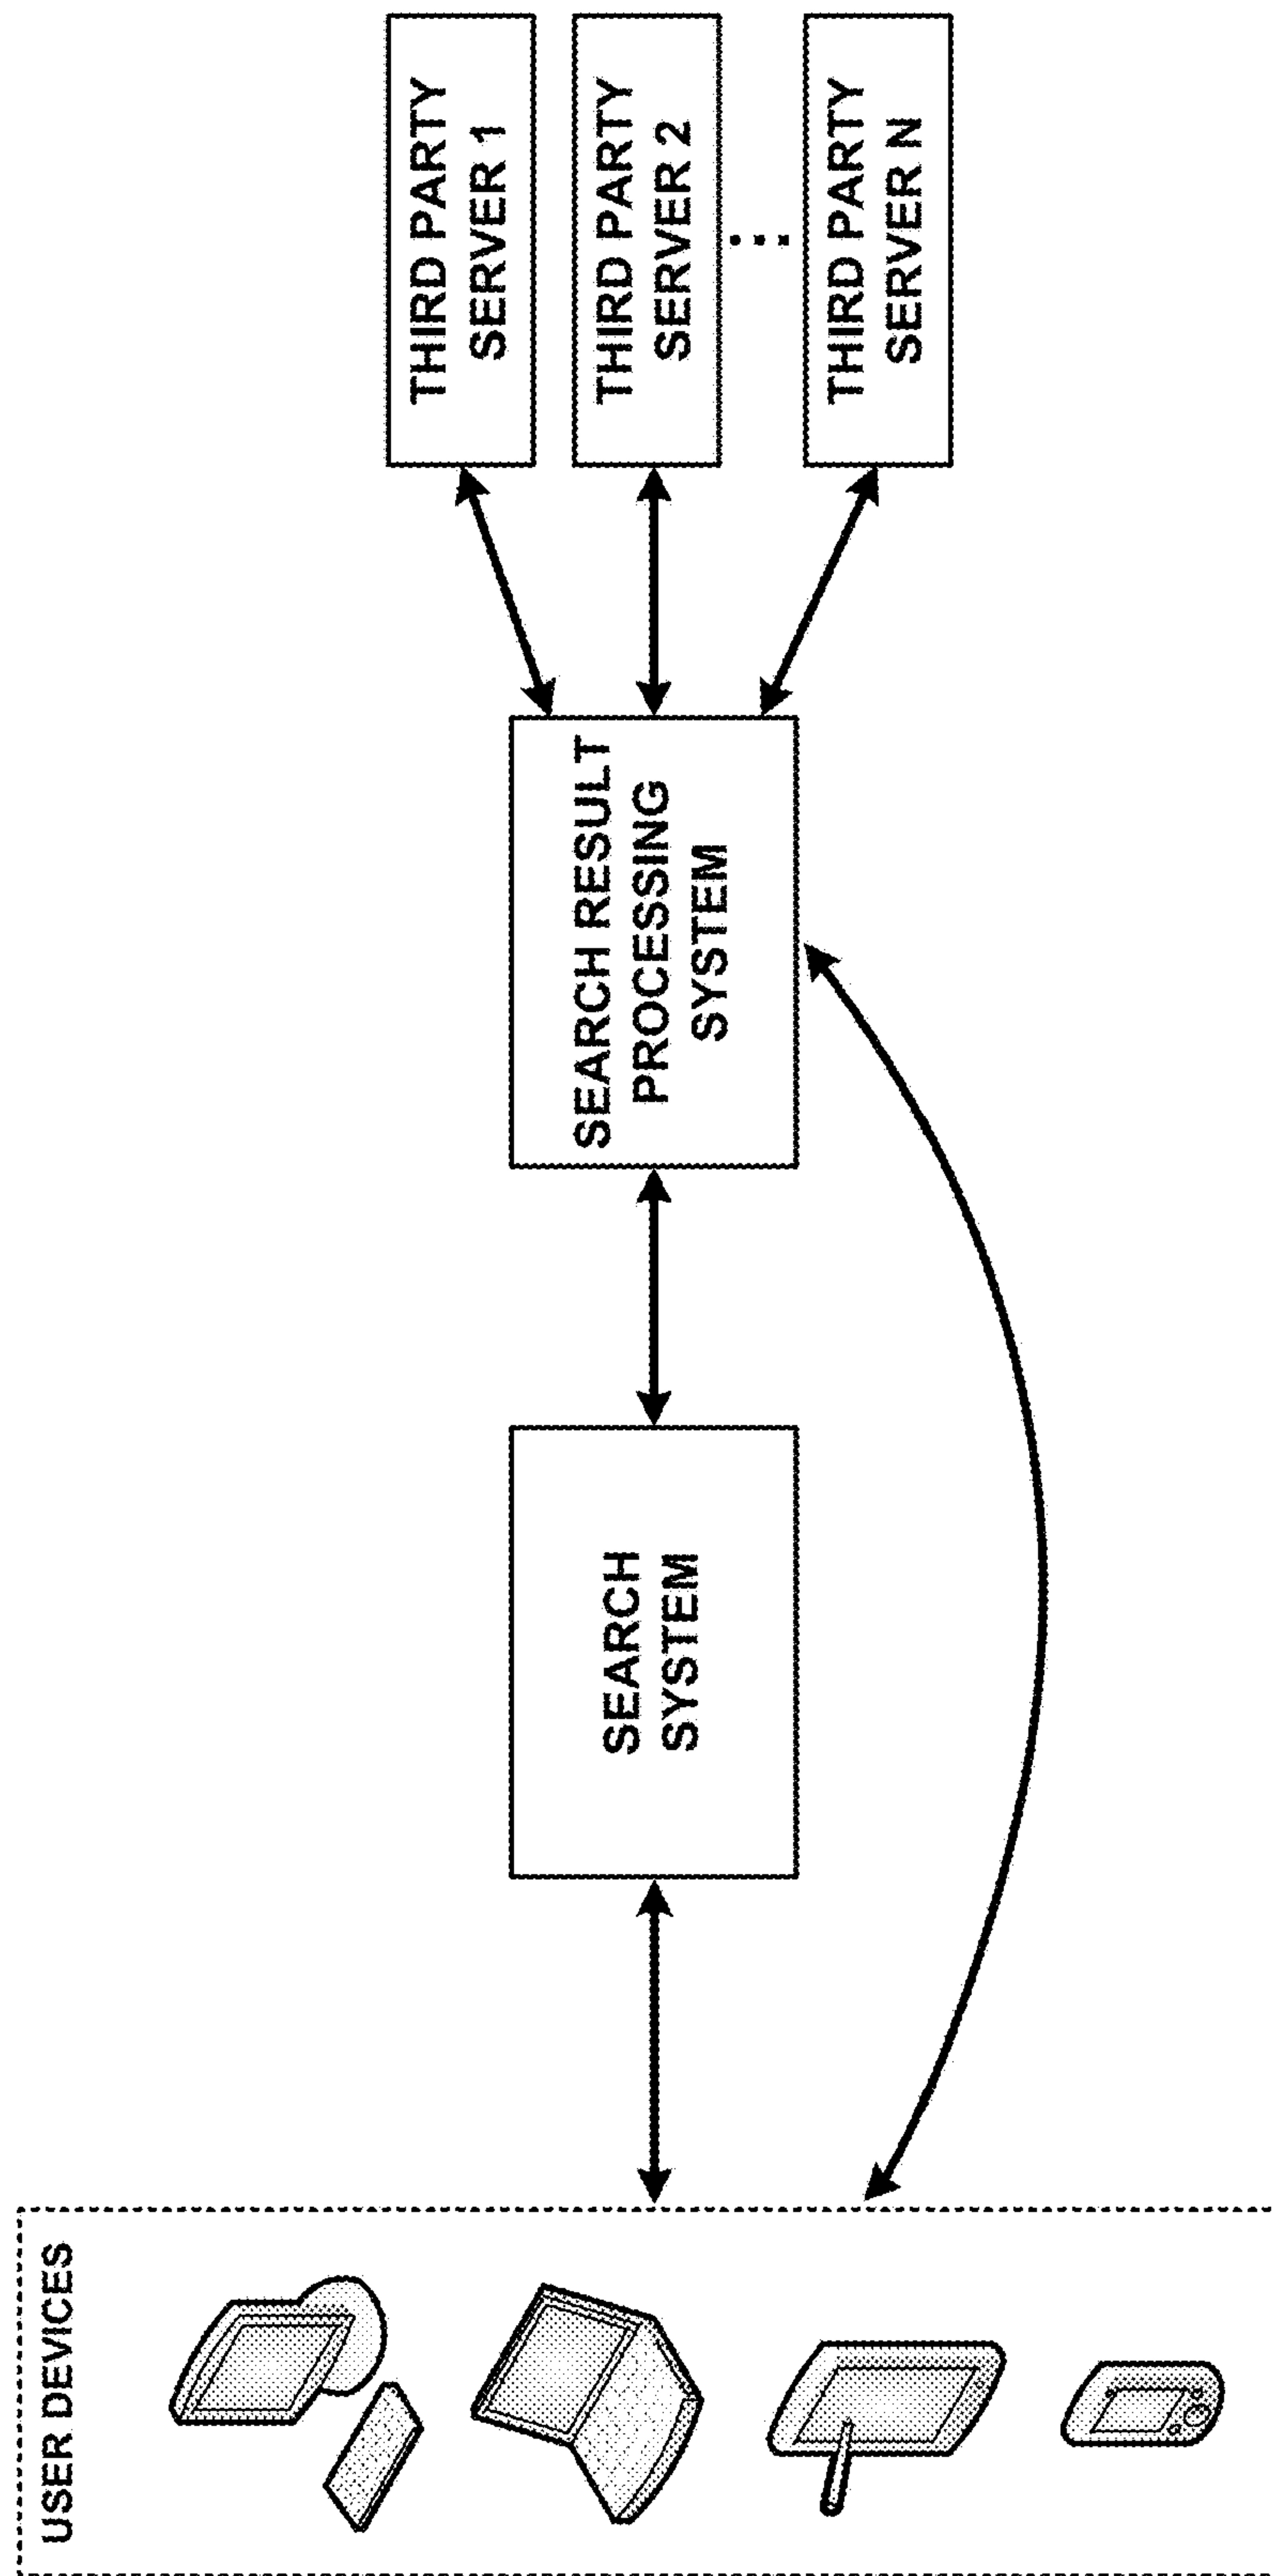 USER DEVICES
SEARCH
SYSTEM
SEARCH RESULT
PROCESSING
SYSTEM
THIRD PARTY
SERVER 1
THIRD PARTY
SERVER 2
...
THIRD PARTY
SERVER N